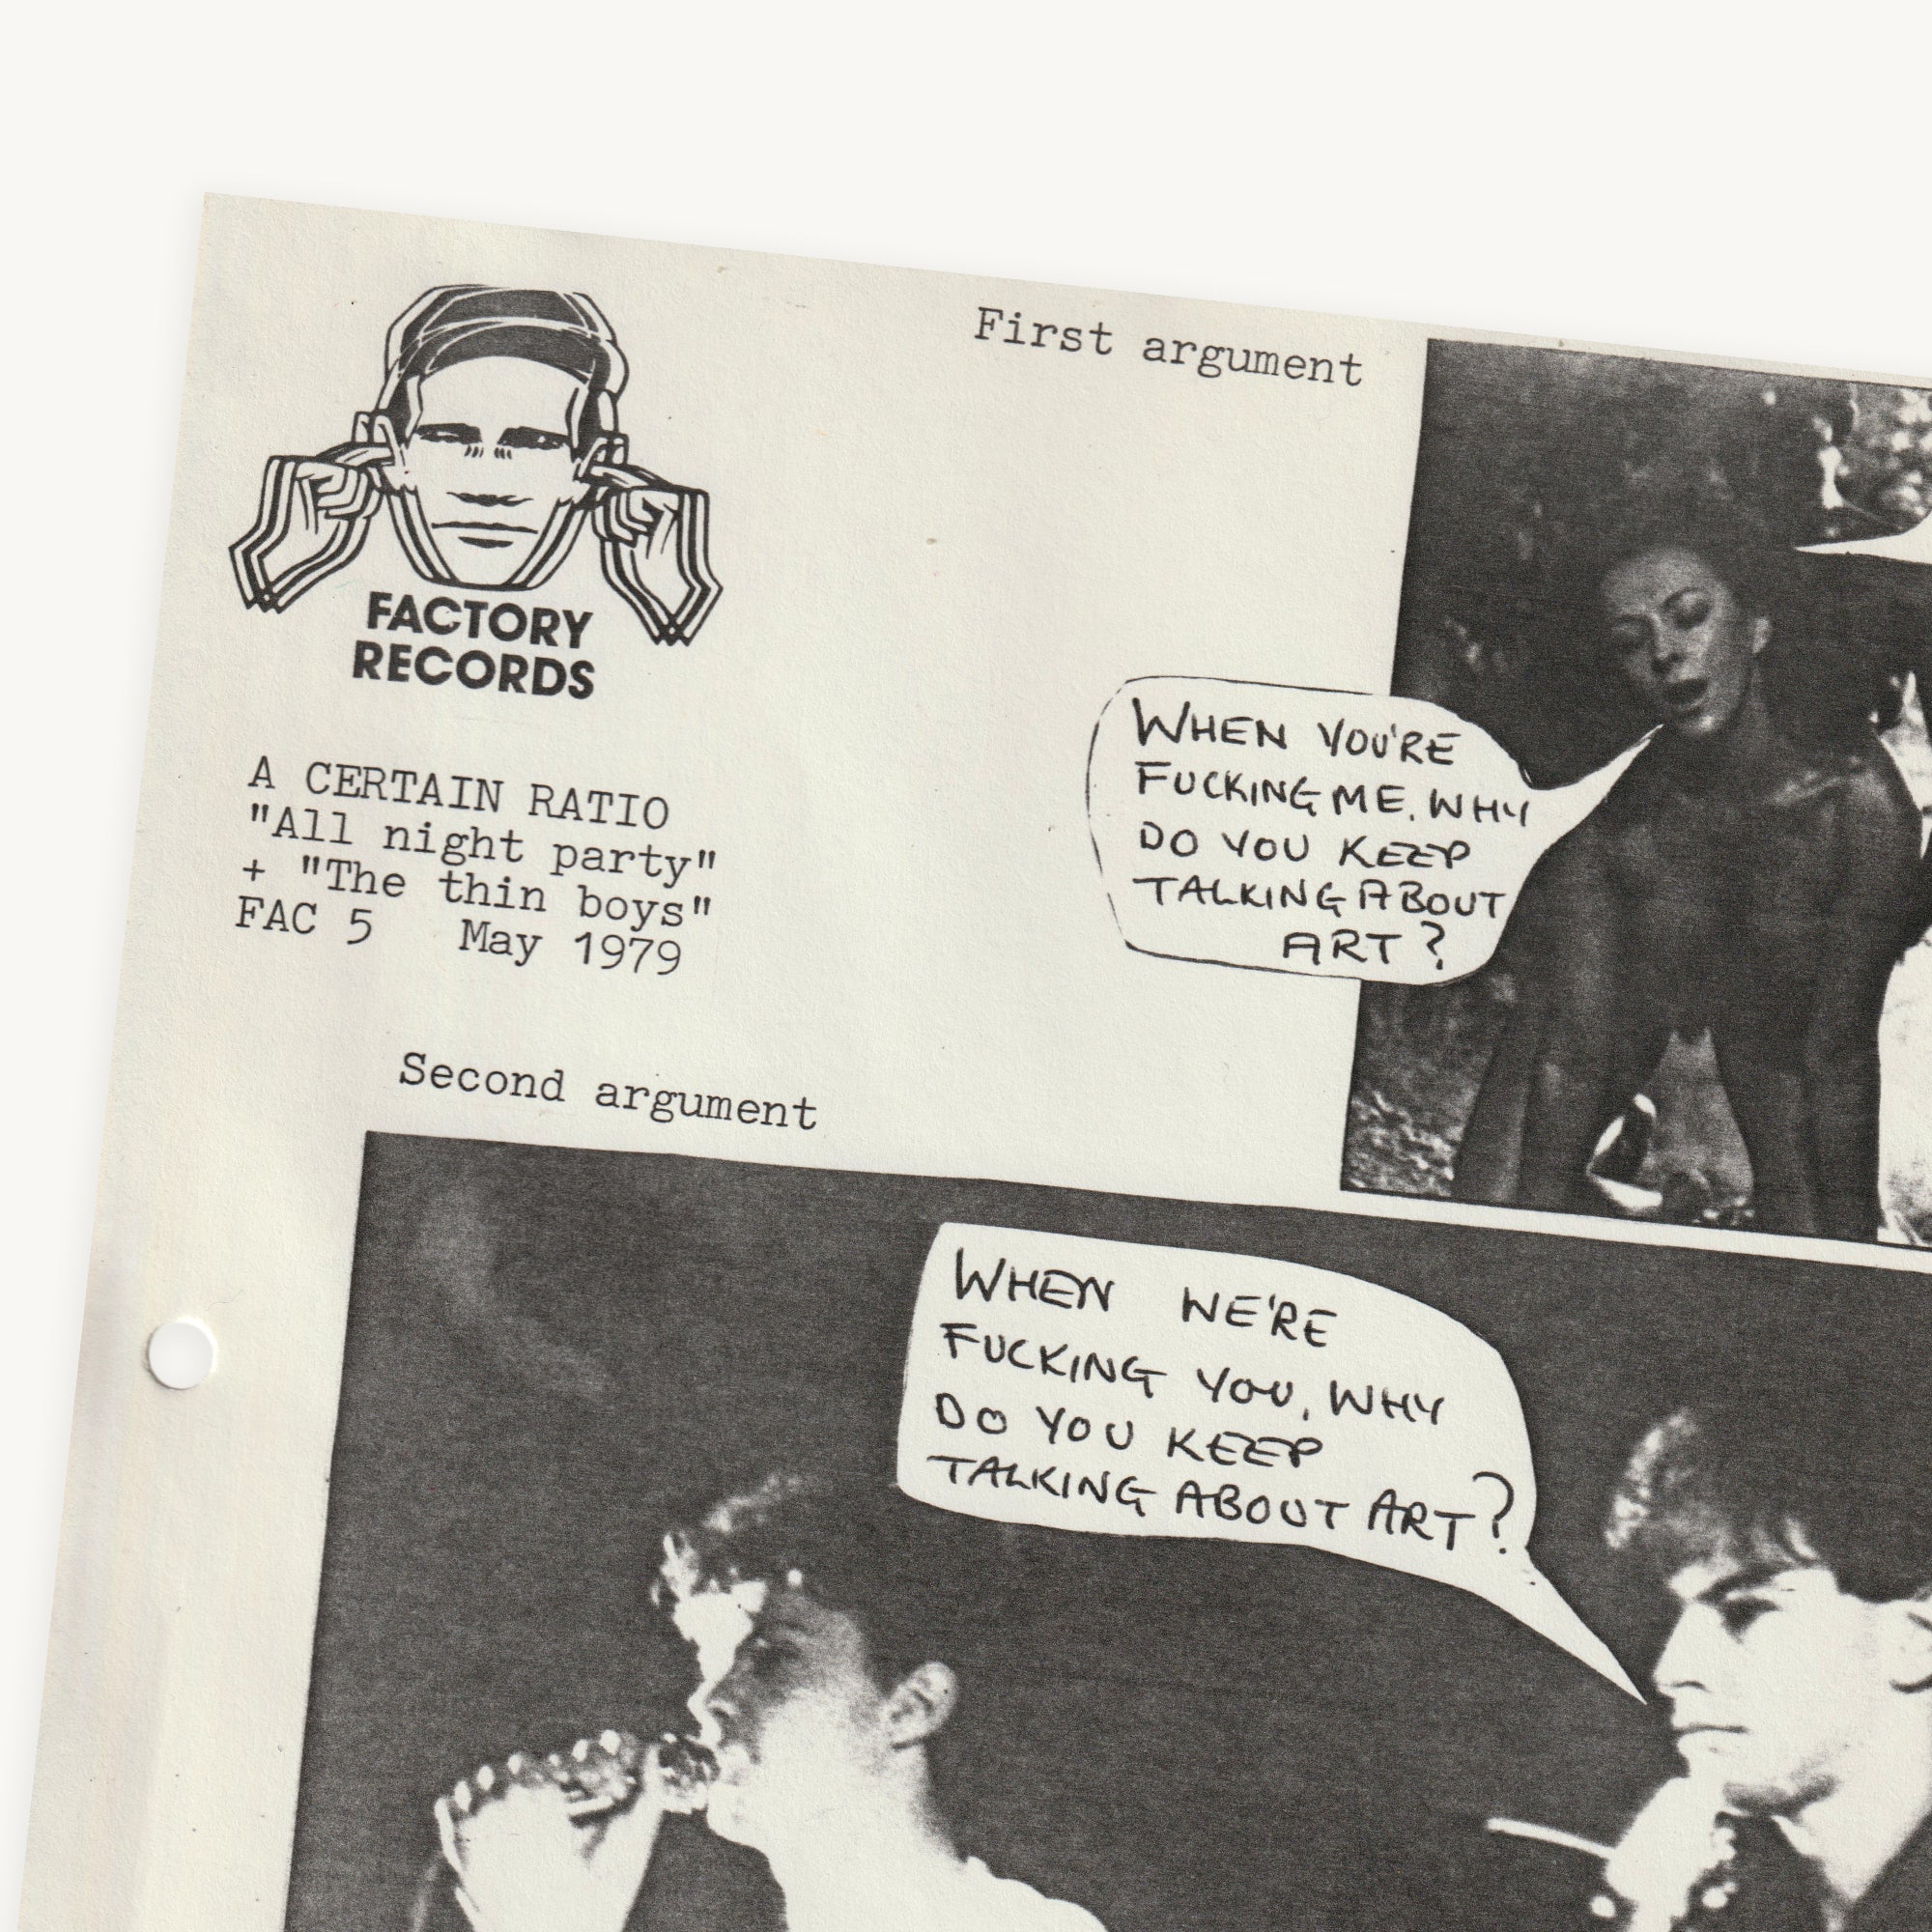 First argument
FACTORY
RECORDS
A CERTAIN RATIO
"All night party"
+ "The thin boys"
FAC 5   May 1979
WHEN YOU'RE
FUCKING ME, WHY
DO YOU KEEP
TALKING ABOUT
ART?
Second argument
WHEN WE'RE
FUCKING YOU, WHY
DO YOU KEEP
TALKING ABOUT ART?